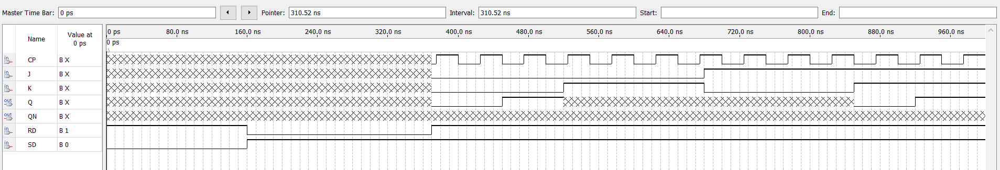 Master Time Bar: 0 ps Pointer: 310.52 ns Interval: 310.52 ns Start: End:
Name Value at 0 ps
0 ps 80.0 ns 160.0 ns 240.0 ns 320.0 ns 400.0 ns 480.0 ns 560.0 ns 640.0 ns 720.0 ns 800.0 ns 880.0 ns 960.0 ns
0 ps
in CP B X
in J B X
in K B X
out Q B X
out QN B X
in RD B 1
in SD B 0